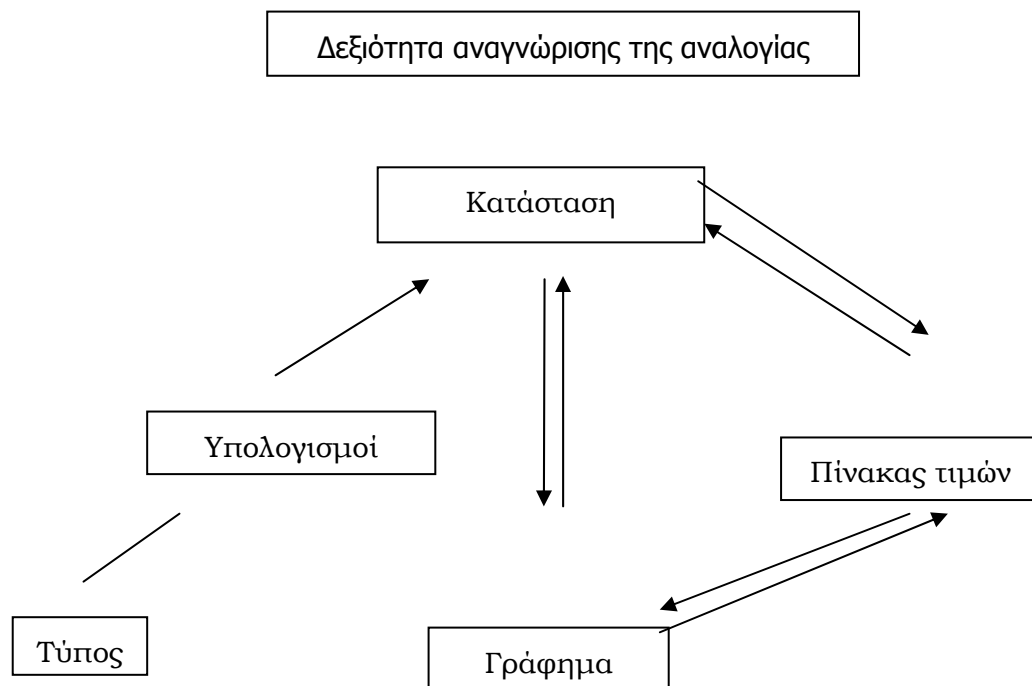 Δεξιότητα αναγνώρισης της αναλογίας
Κατάσταση
Υπολογισμοί
Πίνακας τιμών
Τύπος
Γράφημα